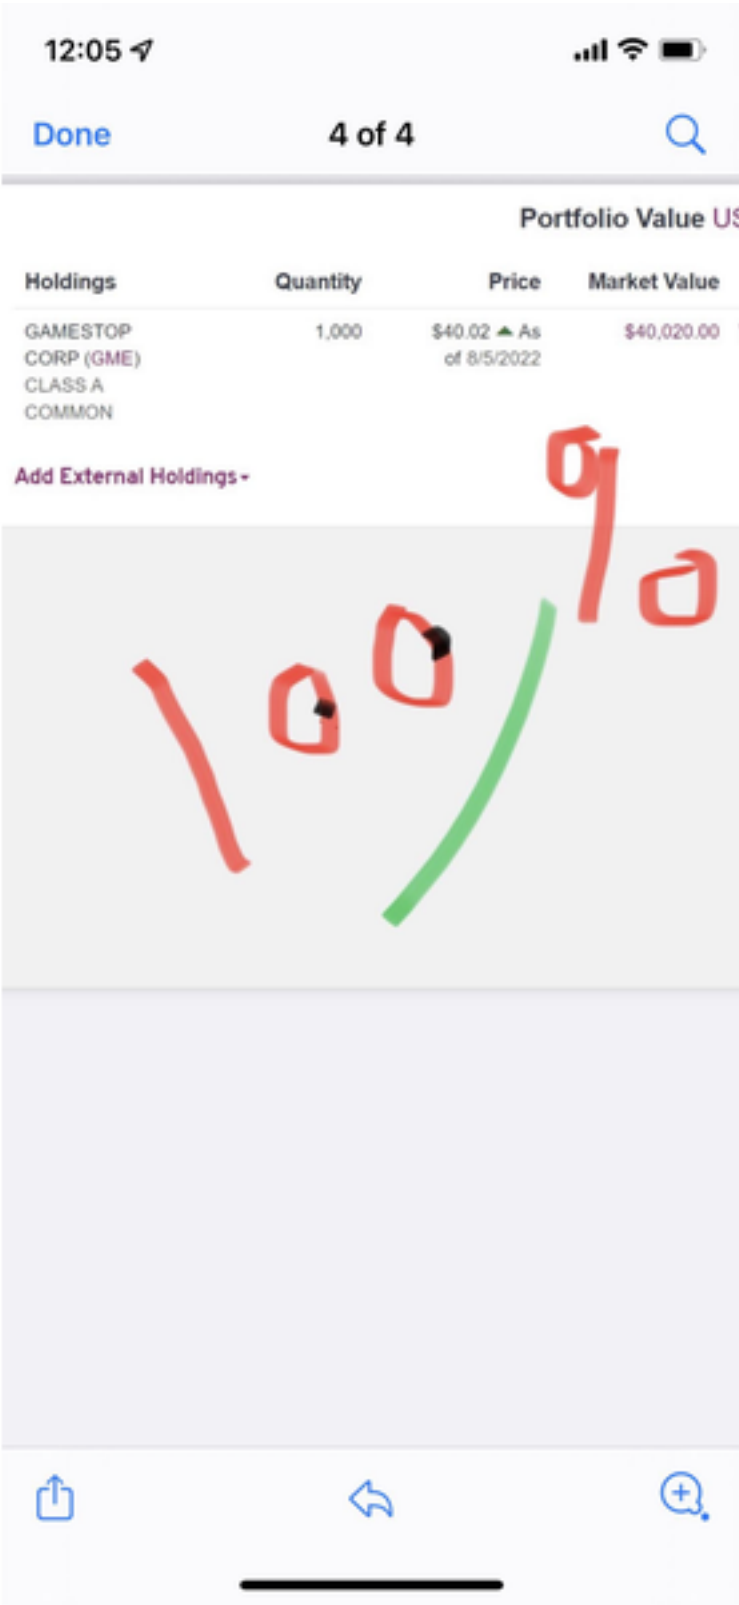 12:05
Done 4 of 4
Portfolio Value US
Holdings Quantity Price Market Value
GAMESTOP 1,000 $40.02 ▲ As $40,020.00
CORP (GME) of 8/5/2022
CLASS A
COMMON
Add External Holdings
100%